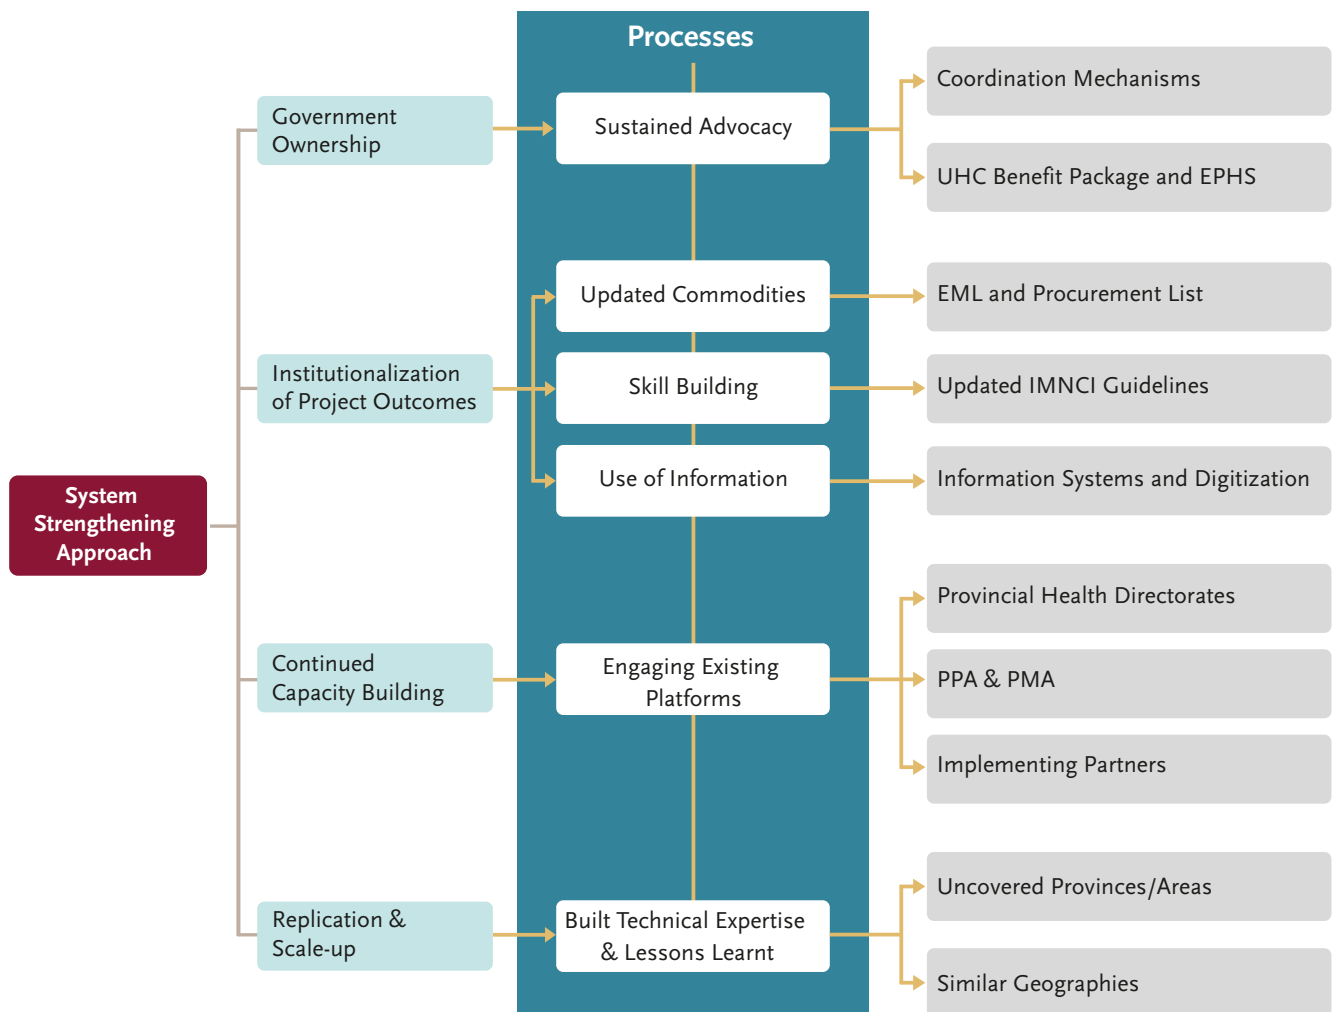 Processes
Government
Ownership
Sustained Advocacy
Coordination Mechanisms
UHC Benefit Package and EPHS
Institutionalization
of Project Outcomes
Updated Commodities
EML and Procurement List
Skill Building
Updated IMNCI Guidelines
Use of Information
Information Systems and Digitization
System
Strengthening
Approach
Continued
Capacity Building
Engaging Existing
Platforms
Provincial Health Directorates
PPA & PMA
Implementing Partners
Replication &
Scale-up
Built Technical Expertise
& Lessons Learnt
Uncovered Provinces/Areas
Similar Geographies